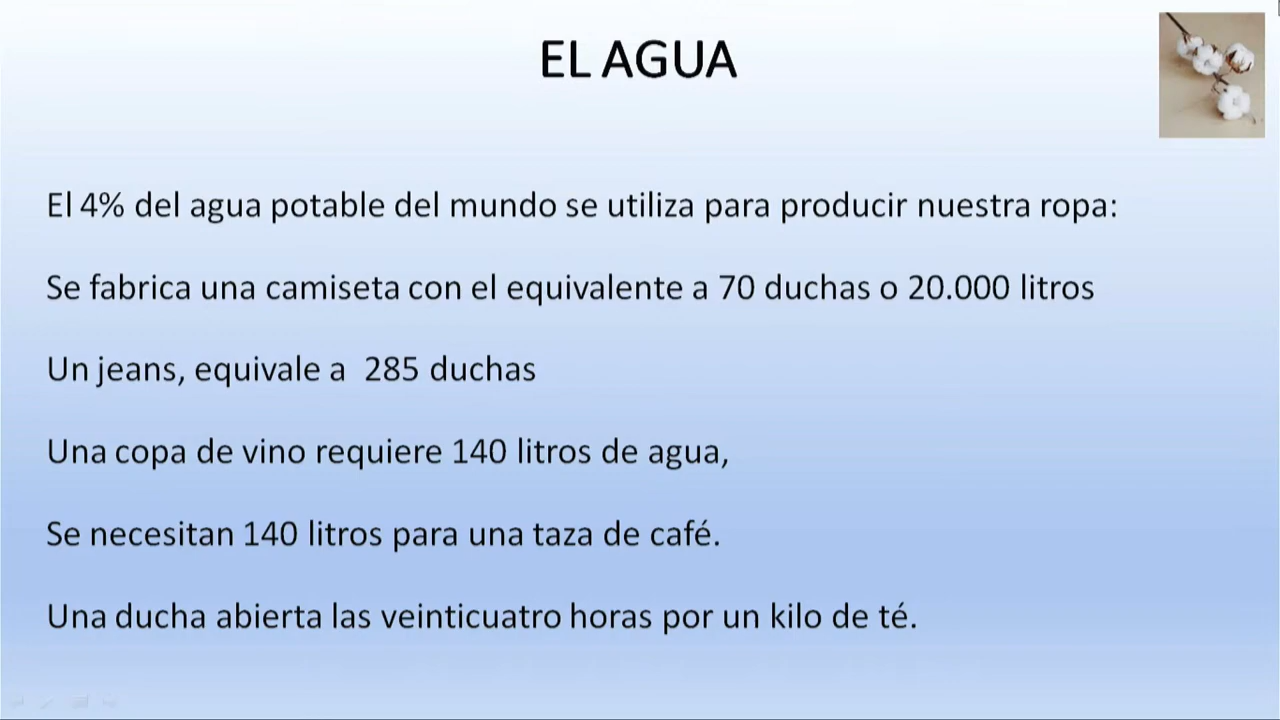 EL AGUA
El 4% del agua potable del mundo se utiliza para producir nuestra ropa:
Se fabrica una camiseta con el equivalente a 70 duchas o 20.000 litros
Un jeans, equivale a  285 duchas
Una copa de vino requiere 140 litros de agua,
Se necesitan 140 litros para una taza de café.
Una ducha abierta las veinticuatro horas por un kilo de té.